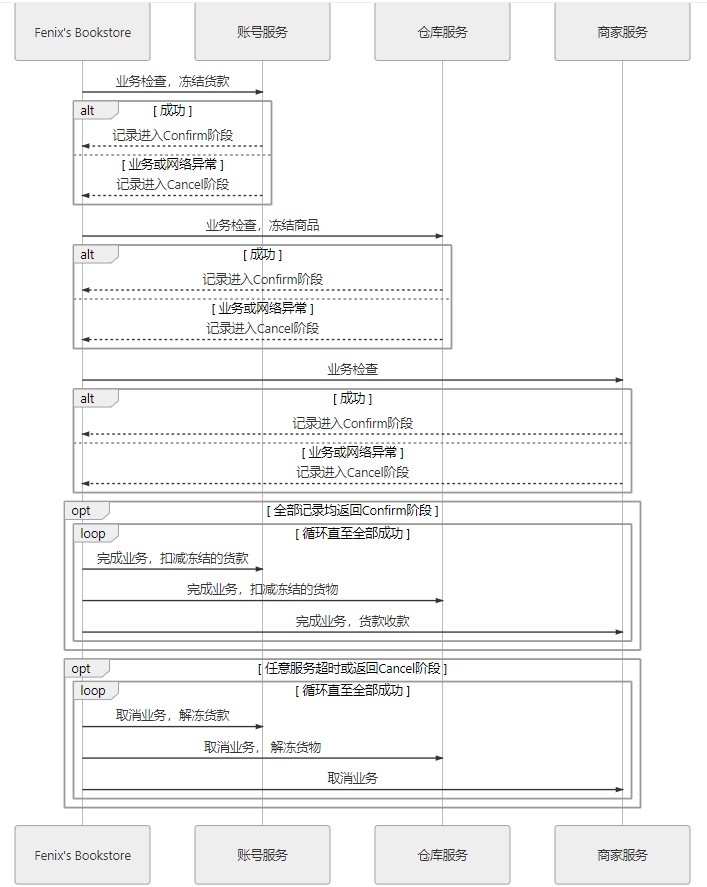 Fenix's Bookstore 账号服务 仓库服务 商家服务
业务检查，冻结货款
alt [ 成功 ]
记录进入Confirm阶段
[ 业务或网络异常 ]
记录进入Cancel阶段
业务检查，冻结商品
alt [ 成功 ]
记录进入Confirm阶段
[ 业务或网络异常 ]
记录进入Cancel阶段
业务检查
alt [ 成功 ]
记录进入Confirm阶段
[ 业务或网络异常 ]
记录进入Cancel阶段
opt [ 全部记录均返回Confirm阶段 ]
loop [ 循环直至全部成功 ]
完成业务，扣减冻结的货款
完成业务，扣减冻结的货物
完成业务，货款收款
opt [ 任意服务超时或返回Cancel阶段 ]
loop [ 循环直至全部成功 ]
取消业务，解冻货款
取消业务， 解冻货物
取消业务
Fenix's Bookstore 账号服务 仓库服务 商家服务